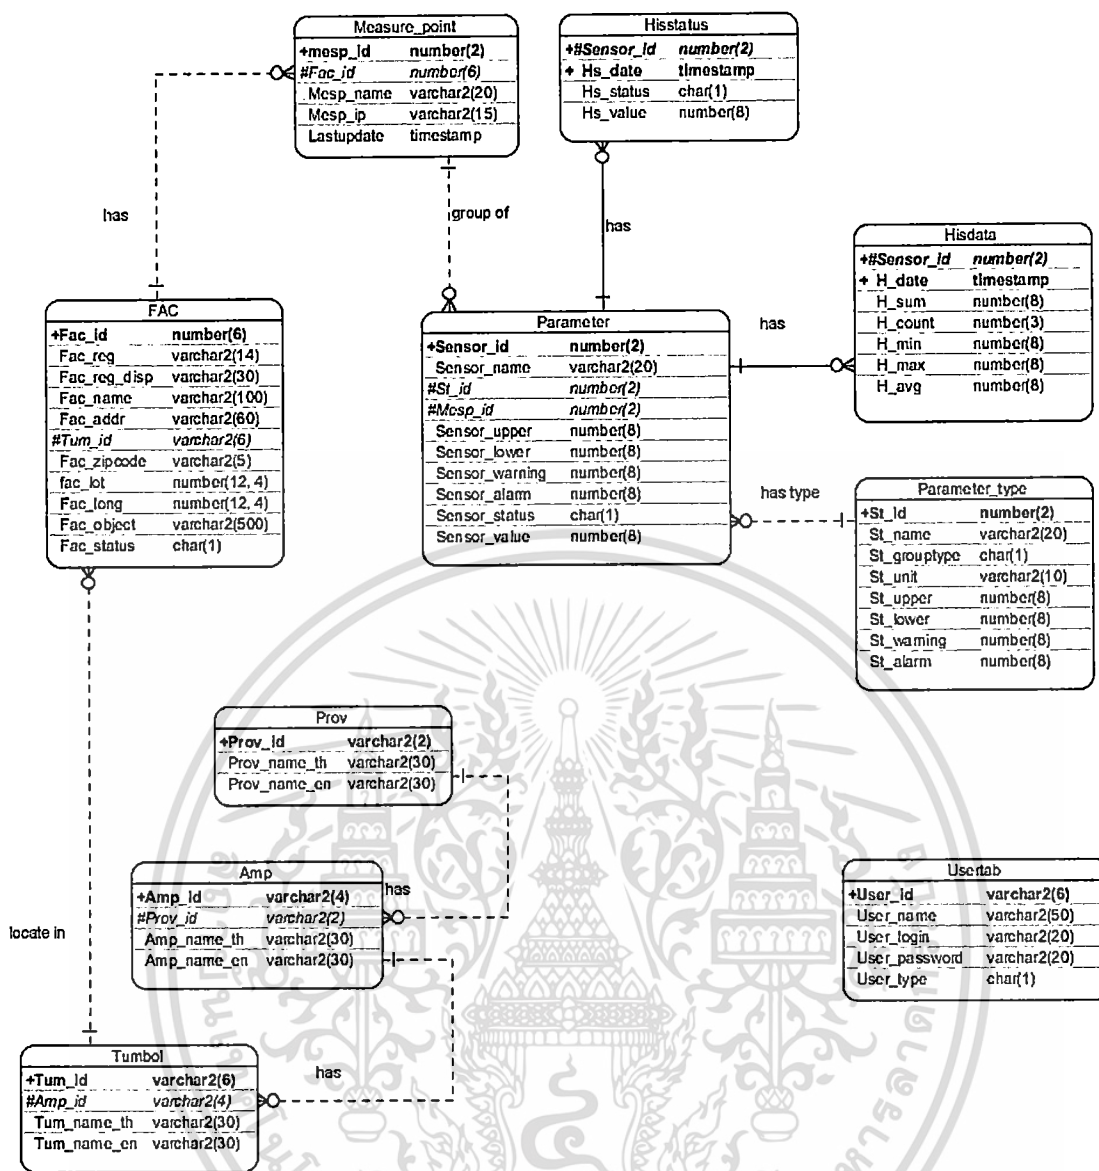 Measure_point
+mesp_id number(2)
#Fac_id number(6)
Mesp_name varchar2(20)
Mesp_ip varchar2(15)
Lastupdate timestamp
Hisstatus
+#Sensor_id number(2)
+ Hs_date timestamp
Hs_status char(1)
Hs_value number(8)
has
group of
has
Hisdata
+#Sensor_id number(2)
+ H_date timestamp
H_sum number(8)
H_count number(3)
H_min number(8)
H_max number(8)
H_avg number(8)
FAC
+Fac_id number(6)
Fac_reg varchar2(14)
Fac_reg_disp varchar2(30)
Fac_name varchar2(100)
Fac_addr varchar2(60)
#Tum_id varchar2(6)
Fac_zipcode varchar2(5)
fac_lot number(12, 4)
Fac_long number(12, 4)
Fac_object varchar2(500)
Fac_status char(1)
Parameter
+Sensor_id number(2)
Sensor_name varchar2(20)
#St_id number(2)
#Mesp_id number(2)
Sensor_upper number(8)
Sensor_lower number(8)
Sensor_warning number(8)
Sensor_alarm number(8)
Sensor_status char(1)
Sensor_value number(8)
has
has type
Parameter_type
+St_id number(2)
St_name varchar2(20)
St_grouptype char(1)
St_unit varchar2(10)
St_upper number(8)
St_lower number(8)
St_warning number(8)
St_alarm number(8)
Prov
+Prov_id varchar2(2)
Prov_name_th varchar2(30)
Prov_name_en varchar2(30)
Amp
+Amp_id varchar2(4)
#Prov_id varchar2(2)
Amp_name_th varchar2(30)
Amp_name_en varchar2(30)
has
Usertab
+User_id varchar2(6)
User_name varchar2(50)
User_login varchar2(20)
User_password varchar2(20)
User_type char(1)
locate in
Tumbol
+Tum_id varchar2(6)
#Amp_id varchar2(4)
Tum_name_th varchar2(30)
Tum_name_en varchar2(30)
has